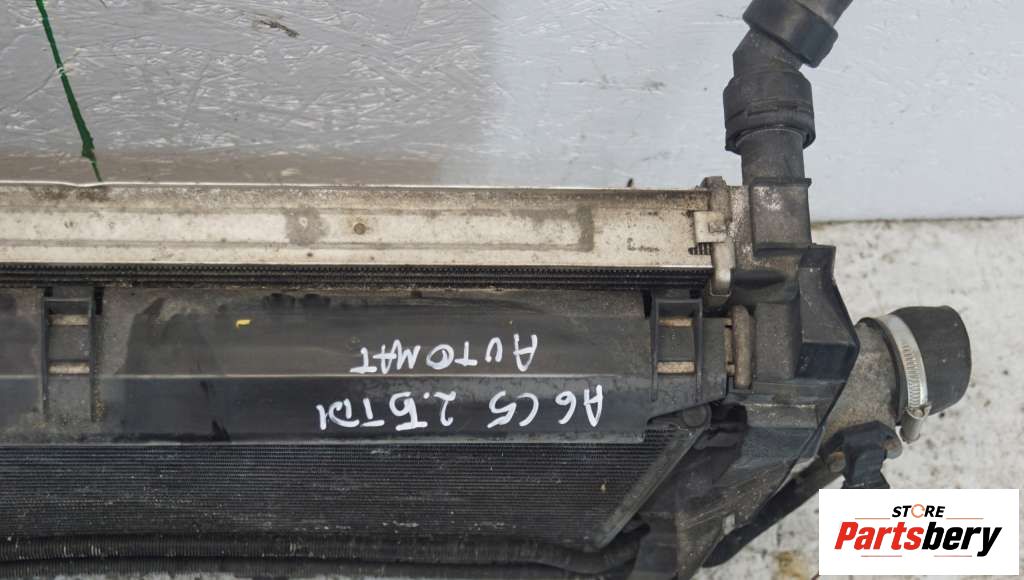 A6 C5 2.5 TDI
AUTOMAT
STORE
Partsbery